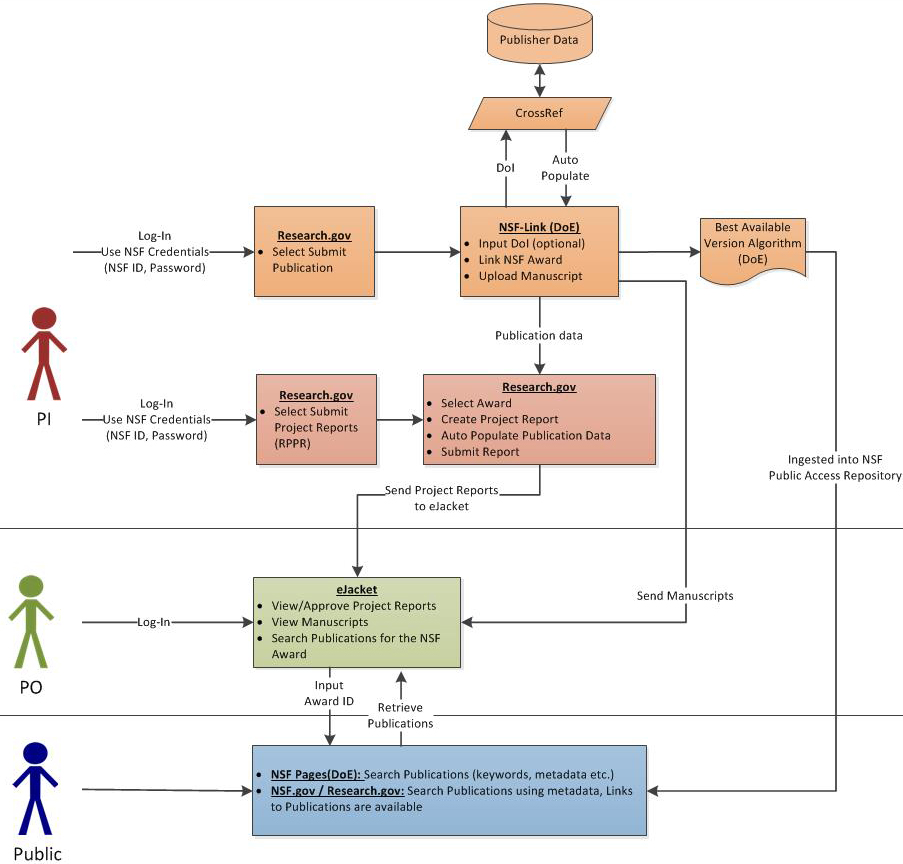 Publisher Data
CrossRef
DoI
Auto
Populate
Log-In
Use NSF Credentials
(NSF ID, Password)
Research.gov
• Select Submit
Publication
NSF-Link (DoE)
• Input DoI (optional)
• Link NSF Award
• Upload Manuscript
Best Available
Version Algorithm
(DoE)
Publication data
PI
Log-In
Use NSF Credentials
(NSF ID, Password)
Research.gov
• Select Submit
Project Reports
(RPPR)
Research.gov
• Select Award
• Create Project Report
• Auto Populate Publication Data
• Submit Report
Ingested into NSF
Public Access Repository
Send Project Reports
to eJacket
PO
Log-In
eJacket
• View/Approve Project Reports
• View Manuscripts
• Search Publications for the NSF
Award
Send Manuscripts
Input
Award ID
Retrieve
Publications
Public
• NSF Pages(DoE): Search Publications (keywords, metadata etc.)
• NSF.gov / Research.gov: Search Publications using metadata, Links
to Publications are available